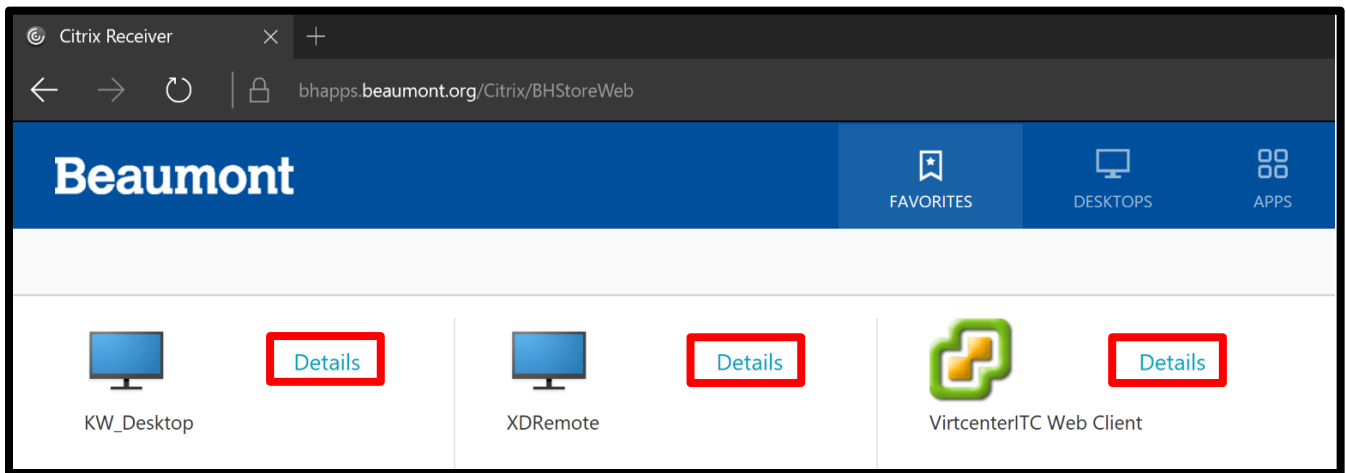 Citrix Receiver
bhapps.beaumont.org/Citrix/BHStoreWeb
Beaumont
FAVORITES
DESKTOPS
APPS
Details
Details
Details
KW_Desktop
XDRemote
VirtcenterITC Web Client